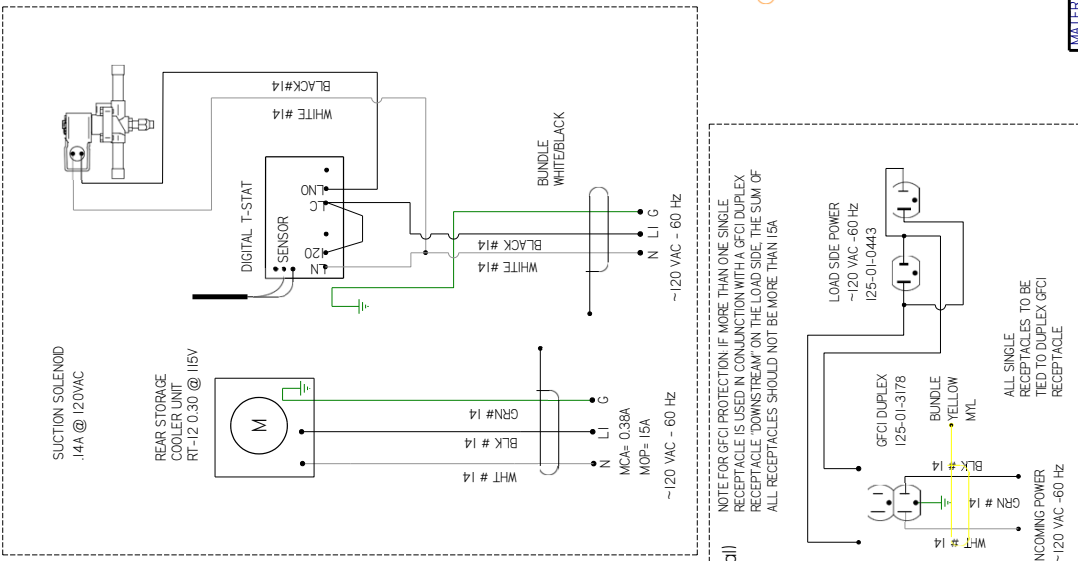 MATER
SUCTION SOLENOID
.14A @ 120VAC
BLACK#14
WHITE #14
DIGITAL T-STAT
SENSOR
LN
120
LC
LNO
BUNDLE
WHITE/BLACK
WHITE #14
BLACK #14
N
L1
G
~120 VAC - 60 Hz
REAR STORAGE
COOLER UNIT
RT-12 0.30 @ 115V
M
GRN# 14
BLK # 14
WHT # 14
N
L1
G
MCA= 0.38A
MOP= 15A
~120 VAC - 60 Hz
al)
NOTE FOR GFCI PROTECTION: IF MORE THAN ONE SINGLE
RECEPTACLE IS USED IN CONJUNCTION WITH A GFCI DUPLEX
RECEPTACLE "DOWNSTREAM" ON THE LOAD SIDE, THE SUM OF
ALL RECEPTACLES SHOULD NOT BE MORE THAN 15A
LOAD SIDE POWER
~120 VAC -60 Hz
125-01-0443
GFCI DUPLEX
125-01-3178
BUNDLE
YELLOW
MYL
ALL SINGLE
RECEPTACLES TO BE
TIED TO DUPLEX GFCI
RECEPTACLE
BLK # 14
GRN # 14
WHT # 14
NCOMING POWER
~120 VAC -60 Hz